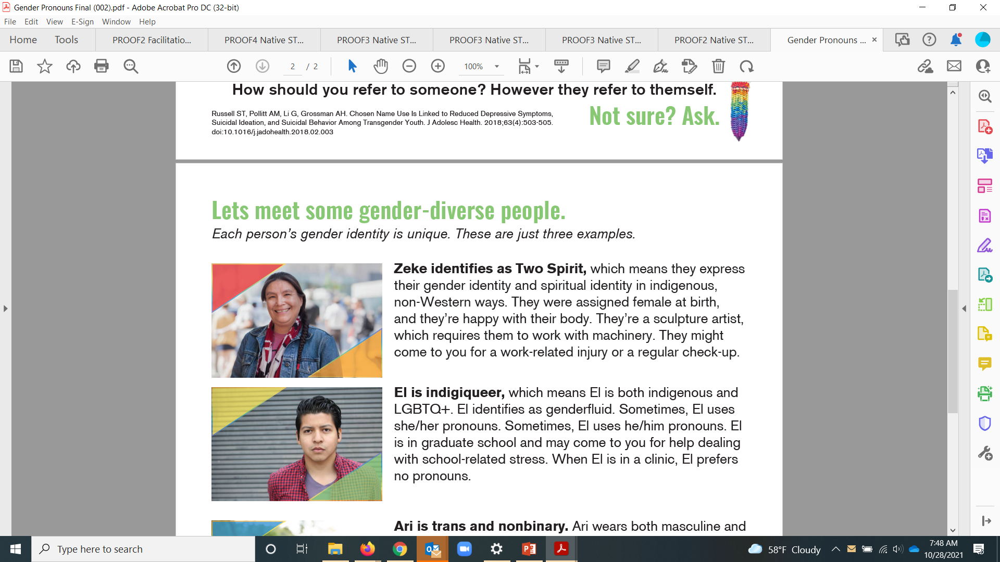 Gender Pronouns Final (002).pdf - Adobe Acrobat Pro DC (32-bit)
File Edit View E-Sign Window Help
Home Tools PROOF2 Facilitatio... PROOF4 Native ST... PROOF3 Native ST... PROOF3 Native ST... PROOF3 Native ST... PROOF2 Native ST... Gender Pronouns ...
2 / 2 100%
How should you refer to someone? However they refer to themself.
Russell ST, Pollitt AM, Li G, Grossman AH. Chosen Name Use Is Linked to Reduced Depressive Symptoms,
Suicidal Ideation, and Suicidal Behavior Among Transgender Youth. J Adolesc Health. 2018;63(4):503-505.
doi:10.1016/j.jadohealth.2018.02.003
Not sure? Ask.
Lets meet some gender-diverse people.
Each person’s gender identity is unique. These are just three examples.
Zeke identifies as Two Spirit, which means they express
their gender identity and spiritual identity in indigenous,
non-Western ways. They were assigned female at birth,
and they’re happy with their body. They’re a sculpture artist,
which requires them to work with machinery. They might
come to you for a work-related injury or a regular check-up.
El is indigiqueer, which means El is both indigenous and
LGBTQ+. El identifies as genderfluid. Sometimes, El uses
she/her pronouns. Sometimes, El uses he/him pronouns. El
is in graduate school and may come to you for help dealing
with school-related stress. When El is in a clinic, El prefers
no pronouns.
Ari is trans and nonbinary. Ari wears both masculine and
Type here to search
58°F Cloudy
7:48 AM
10/28/2021